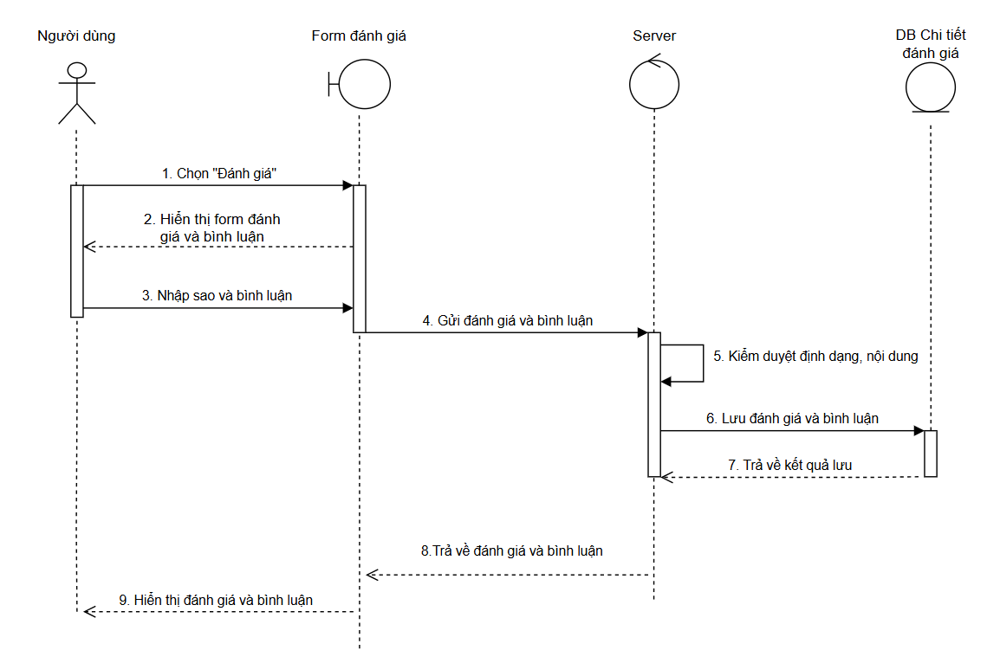 Người dùng
Form đánh giá
Server
DB Chi tiết
đánh giá
1. Chọn "Đánh giá"
2. Hiển thị form đánh
giá và bình luận
3. Nhập sao và bình luận
4. Gửi đánh giá và bình luận
5. Kiểm duyệt định dạng, nội dung
6. Lưu đánh giá và bình luận
7. Trả về kết quả lưu
8.Trả về đánh giá và bình luận
9. Hiển thị đánh giá và bình luận